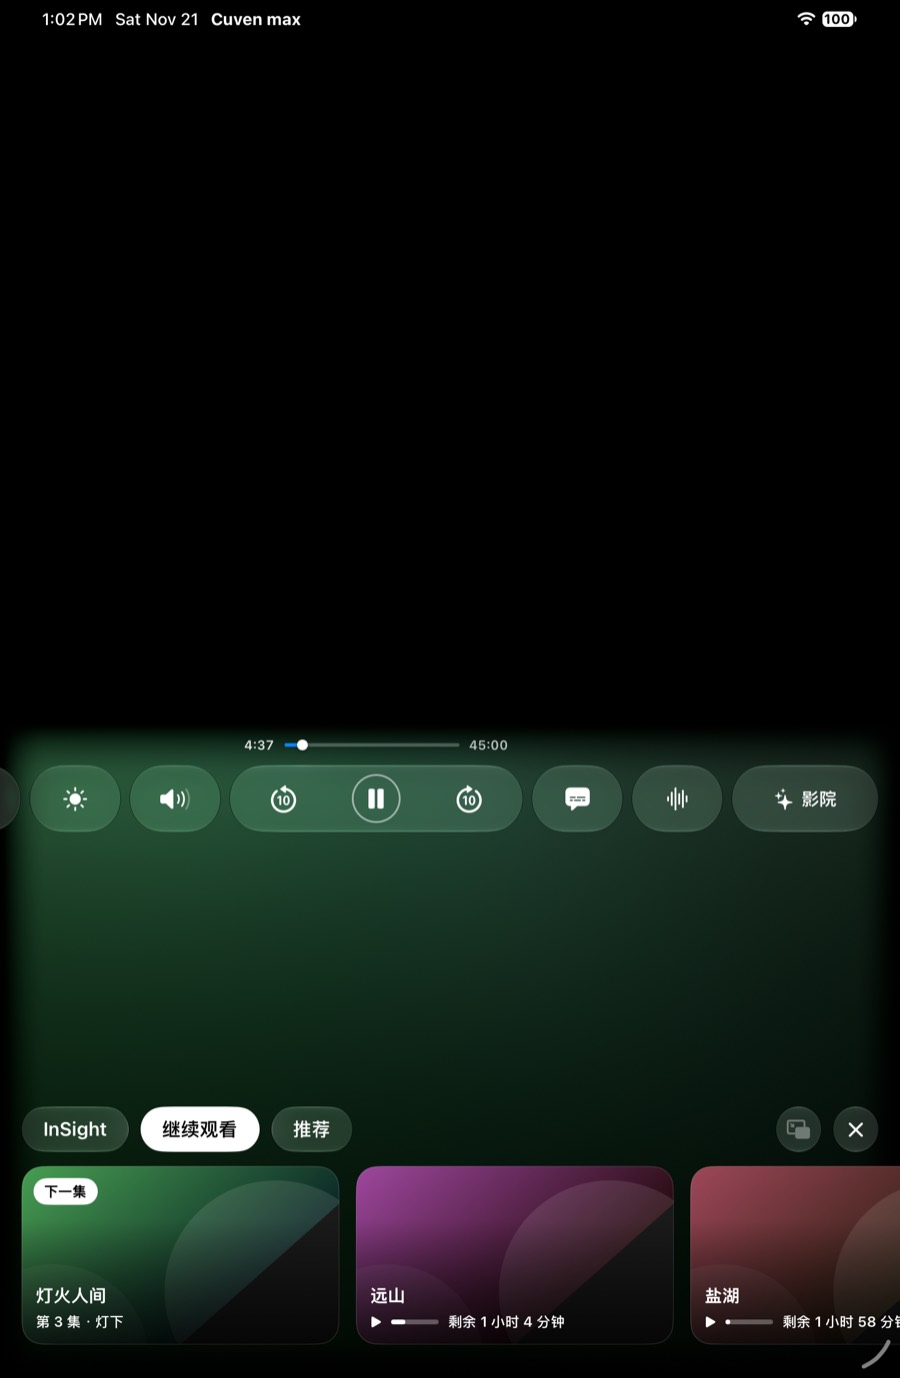 1:02 PM Sat Nov 21 Cuven max 100
4:37 45:00
10 10 影院
InSight 继续观看 推荐
下一集
灯火人间 远山 盐湖
第 3 集 · 灯下 剩余 1 小时 4 分钟 剩余 1 小时 58 分